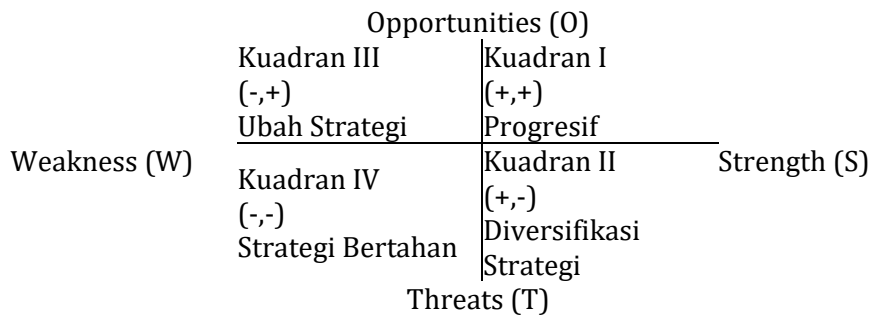 Opportunities (O)
Kuadran III
(-,+)
Ubah Strategi
Kuadran I
(+,+)
Progresif
Weakness (W)
Kuadran IV
(-,-)
Strategi Bertahan
Kuadran II
(+,-)
Diversifikasi
Strategi
Strength (S)
Threats (T)